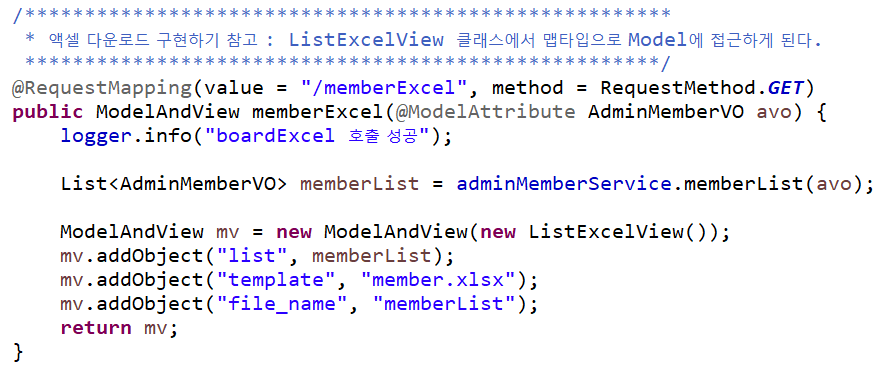 /******************************************************
 * 액셀 다운로드 구현하기 참고 : ListExcelView 클래스에서 맵타입으로 Model에 접근하게 된다.
 *****************************************************/
@RequestMapping(value = "/memberExcel", method = RequestMethod.GET)
public ModelAndView memberExcel(@ModelAttribute AdminMemberVO avo) {
    logger.info("boardExcel 호출 성공");
    List<AdminMemberVO> memberList = adminMemberService.memberList(avo);
    ModelAndView mv = new ModelAndView(new ListExcelView());
    mv.addObject("list", memberList);
    mv.addObject("template", "member.xlsx");
    mv.addObject("file_name", "memberList");
    return mv;
}